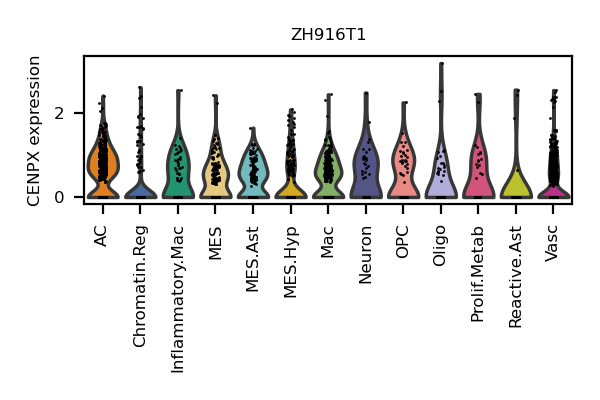 ZH916T1
CENPX expression
2
0
AC
Chromatin.Reg
Inflammatory.Mac
MES
MES.Ast
MES.Hyp
Mac
Neuron
OPC
Oligo
Prolif.Metab
Reactive.Ast
Vasc